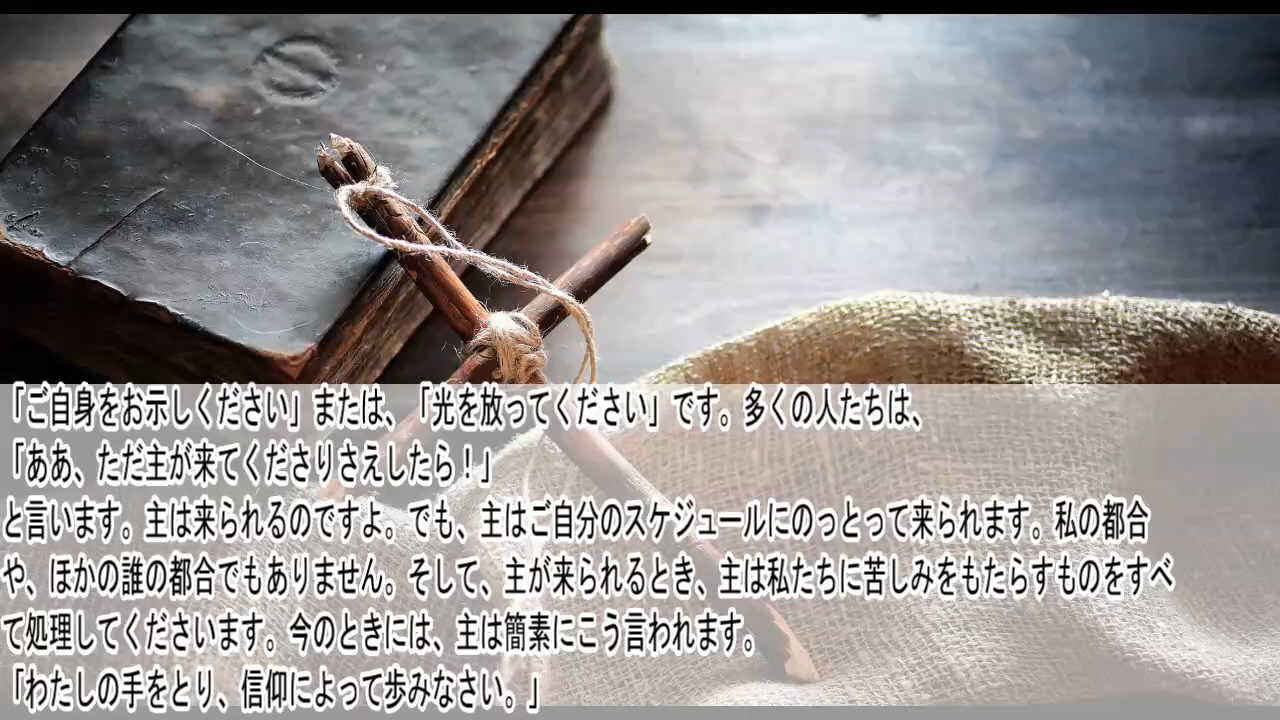 「ご自身をお示しください」または、「光を放ってください」です。多くの人たちは、
「ああ、ただ主が来てくださりさえしたら！」
と言います。主は来られるのですよ。でも、主はご自分のスケジュールにのっとって来られます。私の都合
や、ほかの誰の都合でもありません。そして、主が来られるとき、主は私たちに苦しみをもたらすものをすべ
て処理してくださいます。今のときには、主は簡素にこう言われます。
「わたしの手をとり、信仰によって歩みなさい。」